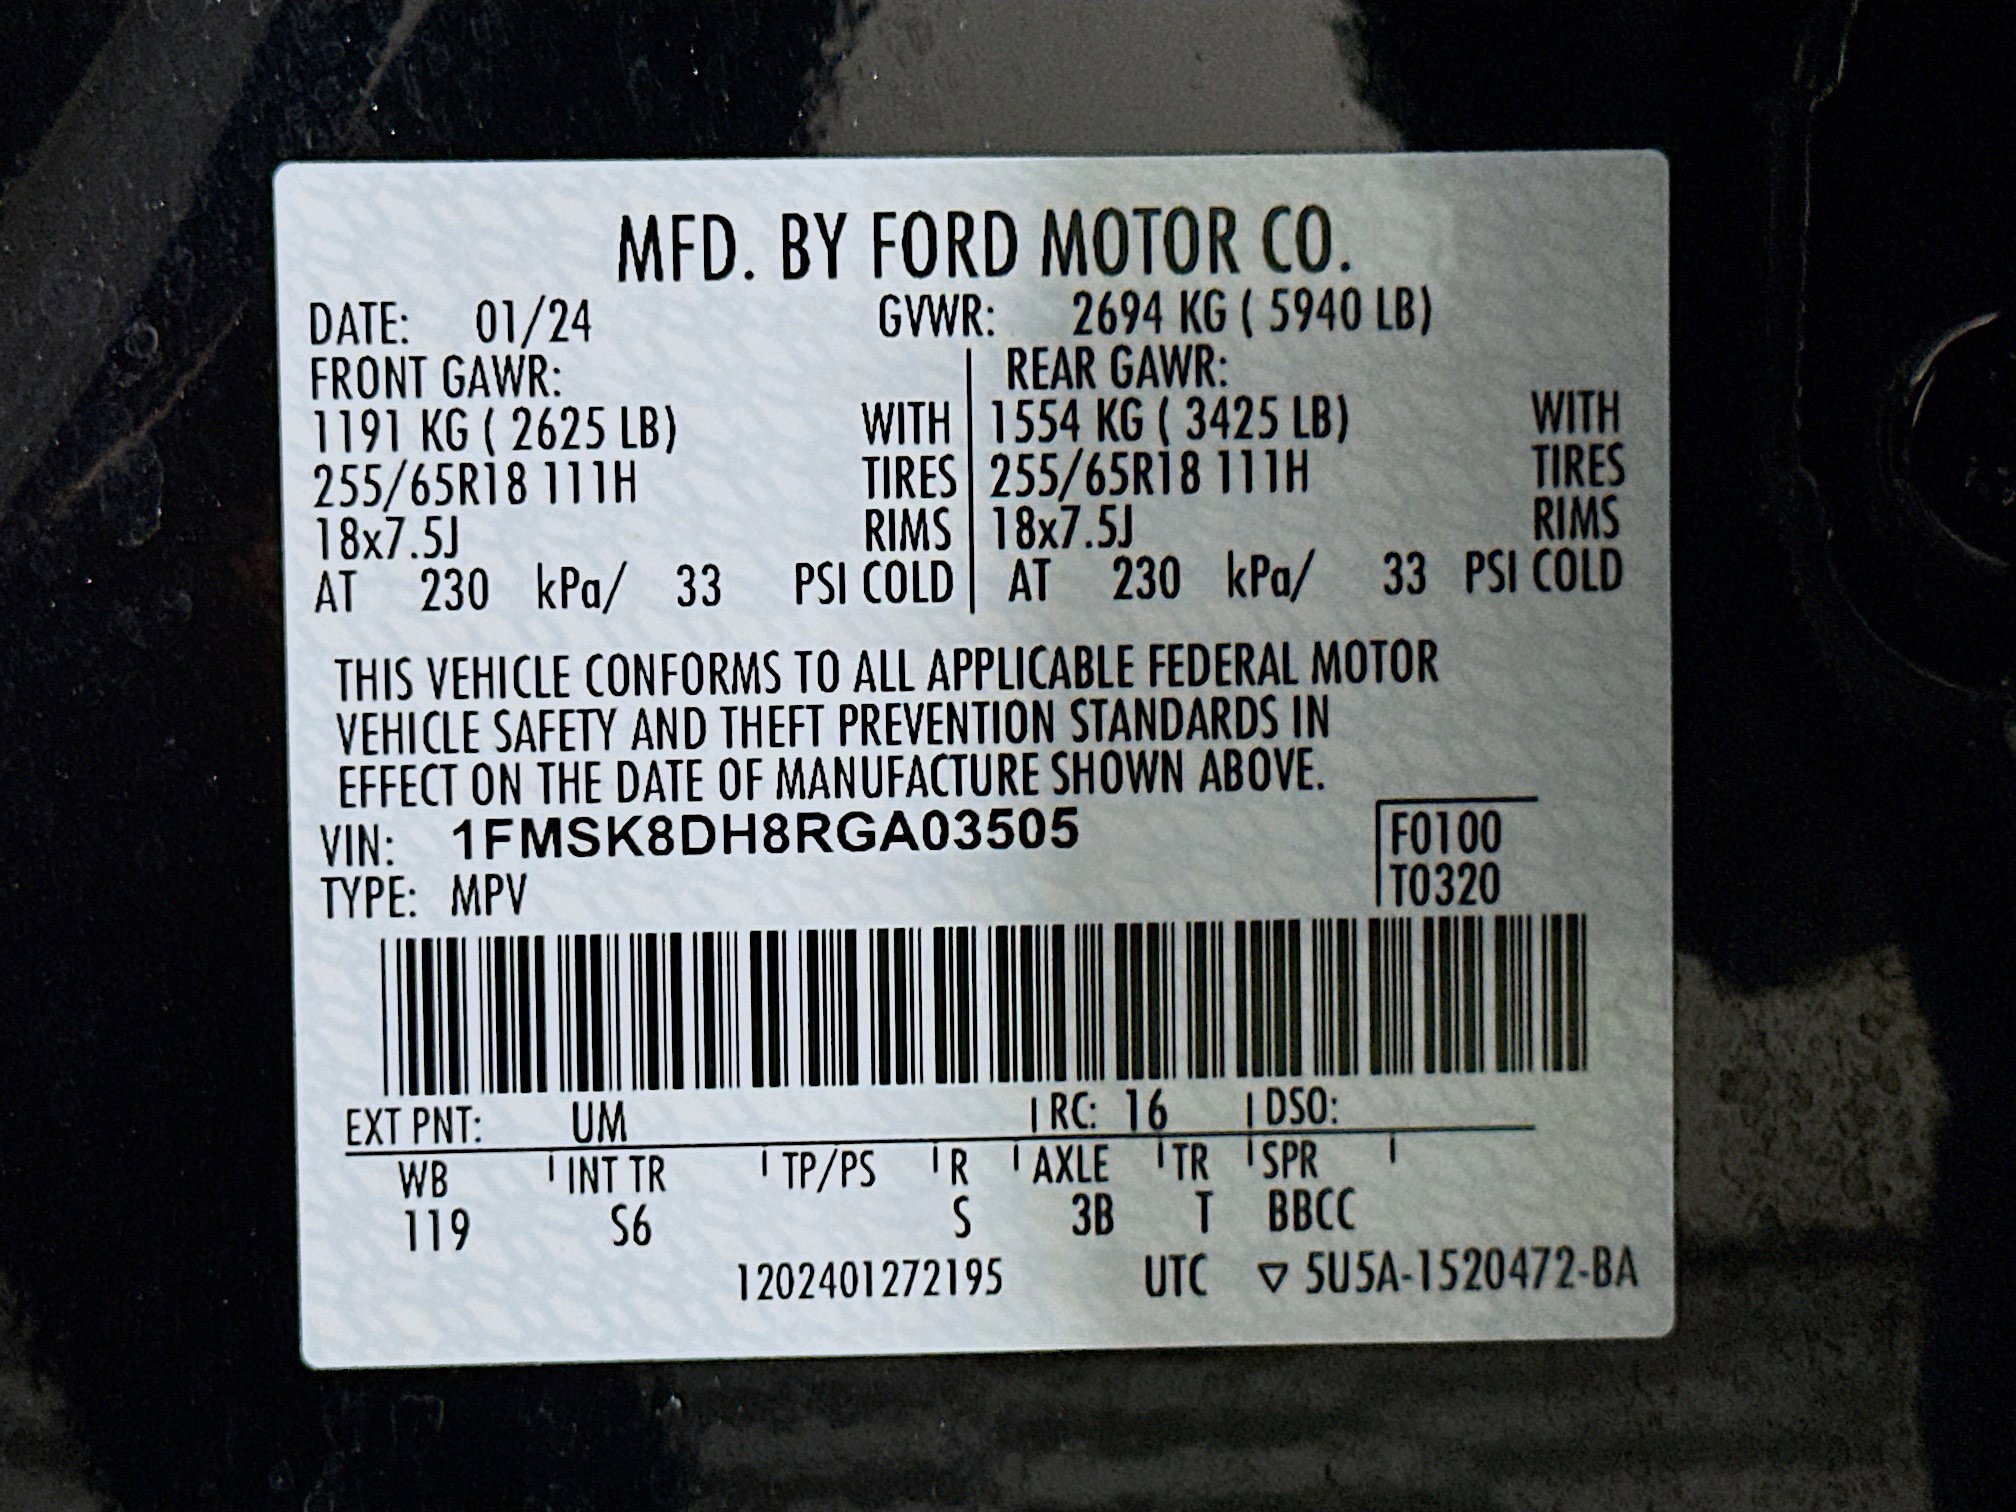 MFD. BY FORD MOTOR CO.
DATE: 01/24 GVWR: 2694 KG ( 5940 LB)
FRONT GAWR: REAR GAWR:
1191 KG ( 2625 LB) WITH 1554 KG ( 3425 LB) WITH
255/65R18 111H TIRES 255/65R18 111H TIRES
18x7.5J RIMS 18x7.5J RIMS
AT 230 kPa/ 33 PSI COLD AT 230 kPa/ 33 PSI COLD
THIS VEHICLE CONFORMS TO ALL APPLICABLE FEDERAL MOTOR
VEHICLE SAFETY AND THEFT PREVENTION STANDARDS IN
EFFECT ON THE DATE OF MANUFACTURE SHOWN ABOVE.
VIN: 1FMSK8DH8RGA03505 F0100
TYPE: MPV T0320
EXT PNT: UM RC: 16 DSO:
WB INT TR TP/PS R AXLE TR SPR
119 S6 S 3B T BBCC
1202401272195 UTC ▽ 5U5A-1520472-BA